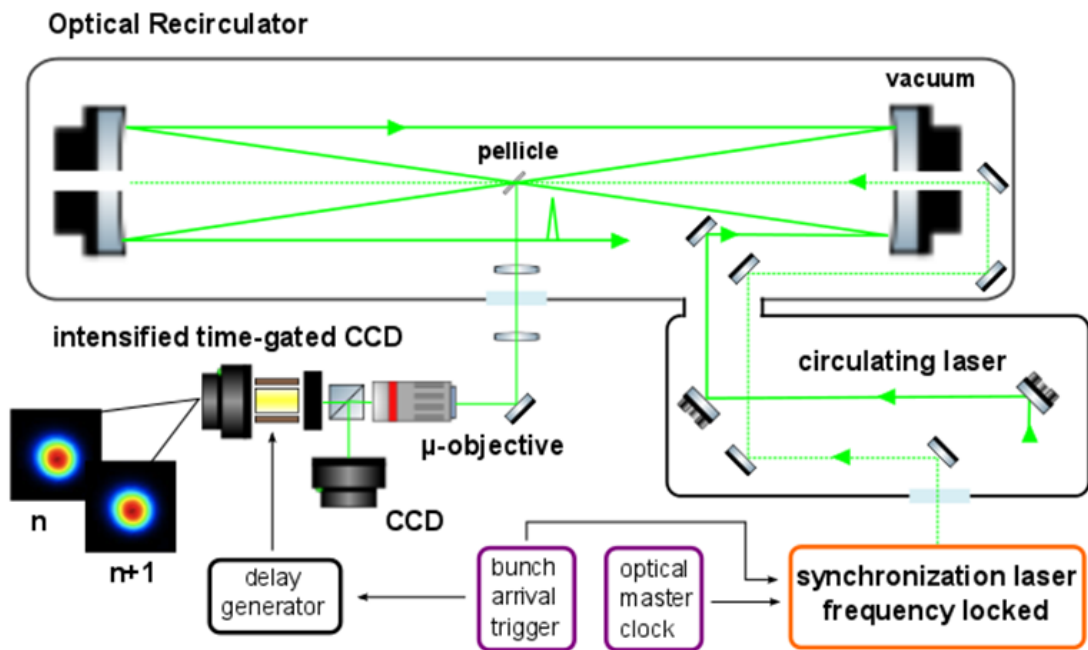 Optical Recirculator
vacuum
pellicle
intensified time-gated CCD
circulating laser
μ-objective
CCD
n
n+1
delay
generator
bunch
arrival
trigger
optical
master
clock
synchronization laser
frequency locked